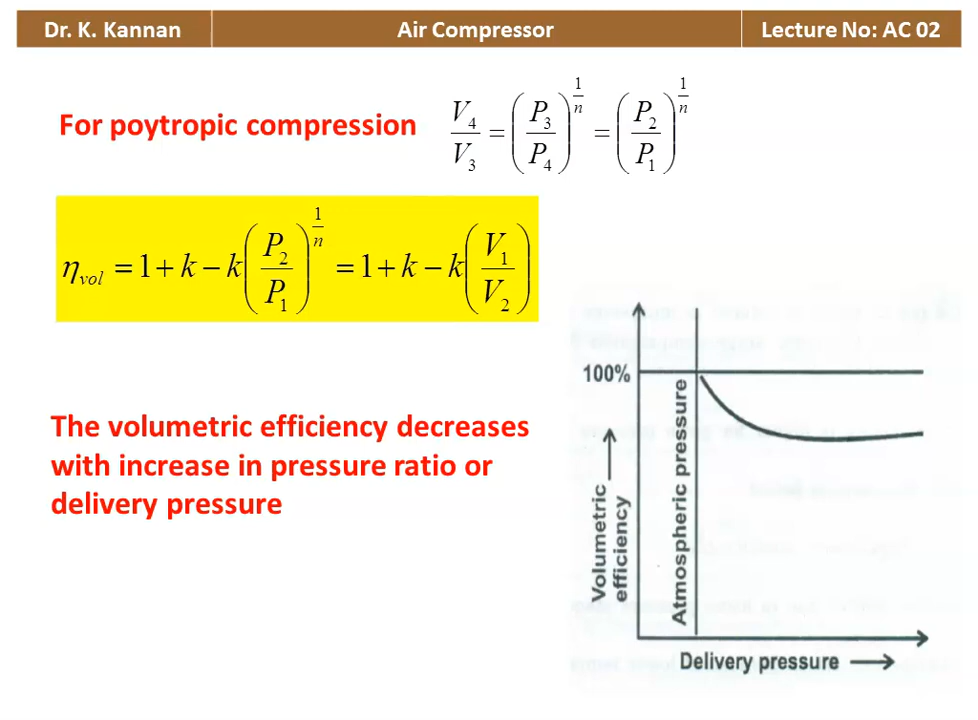 Dr. K. Kannan
Air Compressor
Lecture No: AC 02
For poytropic compression V₄/V₃ = (P₃/P₄)^(1/n) = (P₂/P₁)^(1/n)
η_vol = 1 + k − k(P₂/P₁)^(1/n) = 1 + k − k(V₁/V₂)
The volumetric efficiency decreases
with increase in pressure ratio or
delivery pressure
100%
Volumetric
efficiency
Atmospheric pressure
Delivery pressure